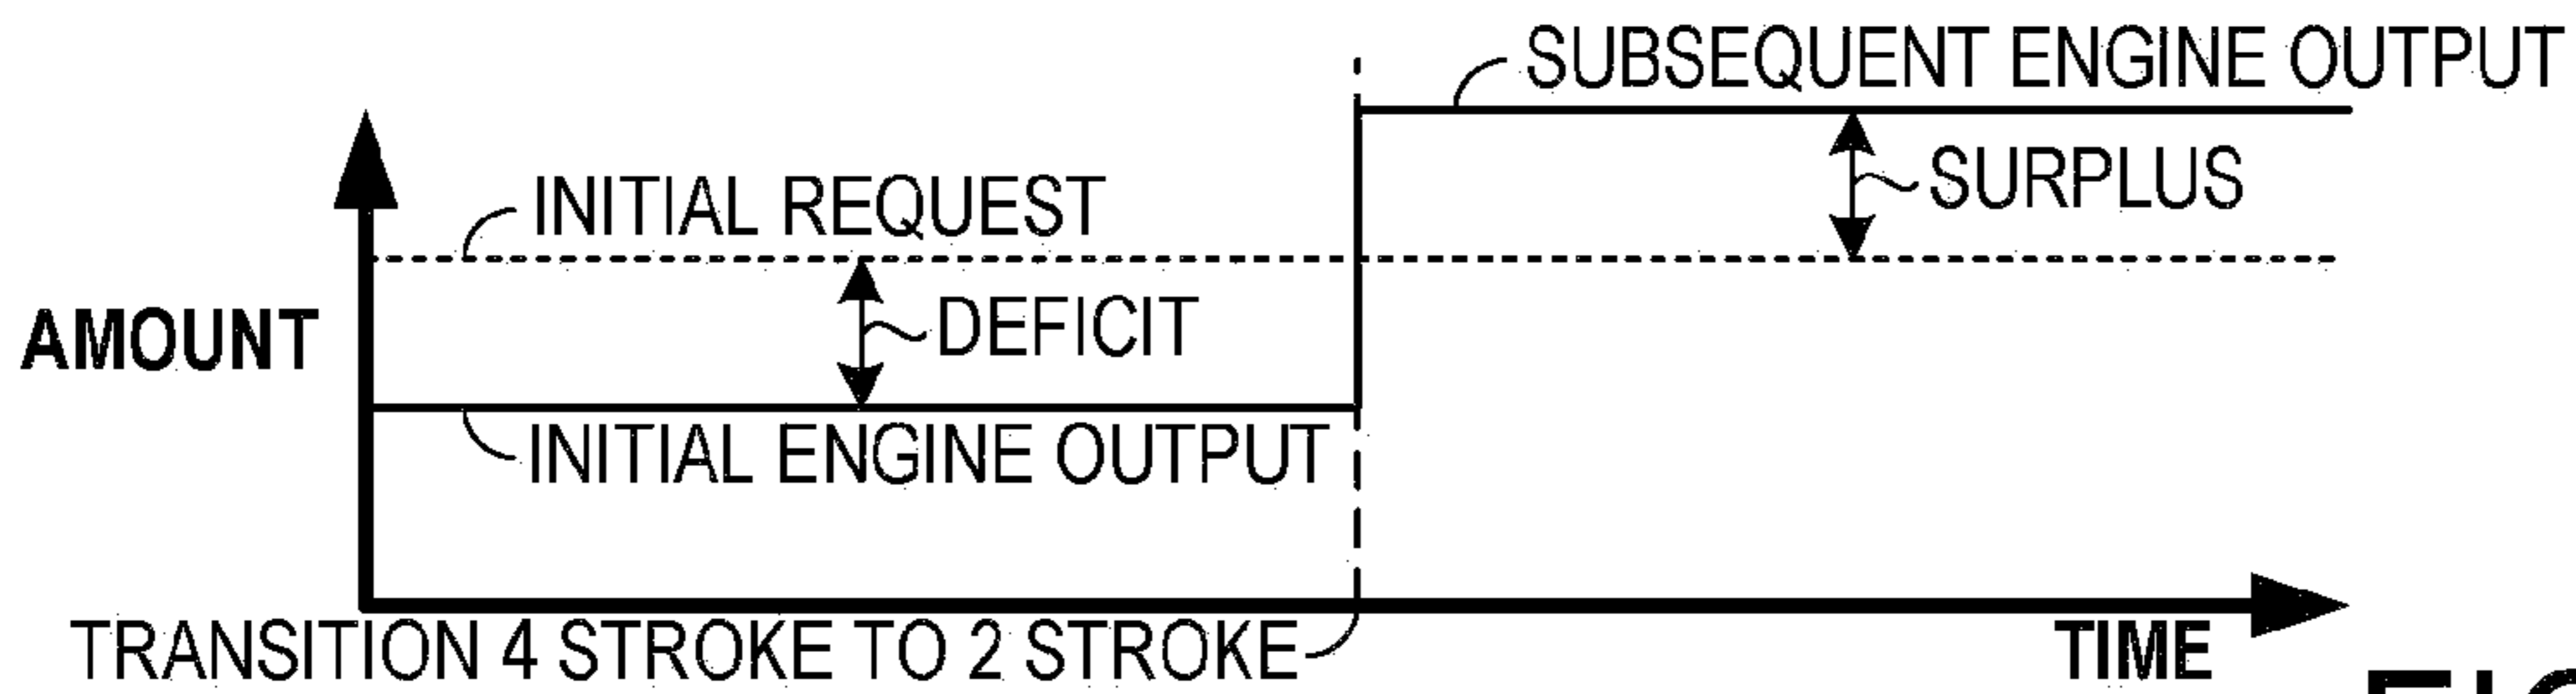 SUBSEQUENT ENGINE OUTPUT
INITIAL REQUEST
SURPLUS
DEFICIT
AMOUNT
INITIAL ENGINE OUTPUT
TRANSITION 4 STROKE TO 2 STROKE
TIME